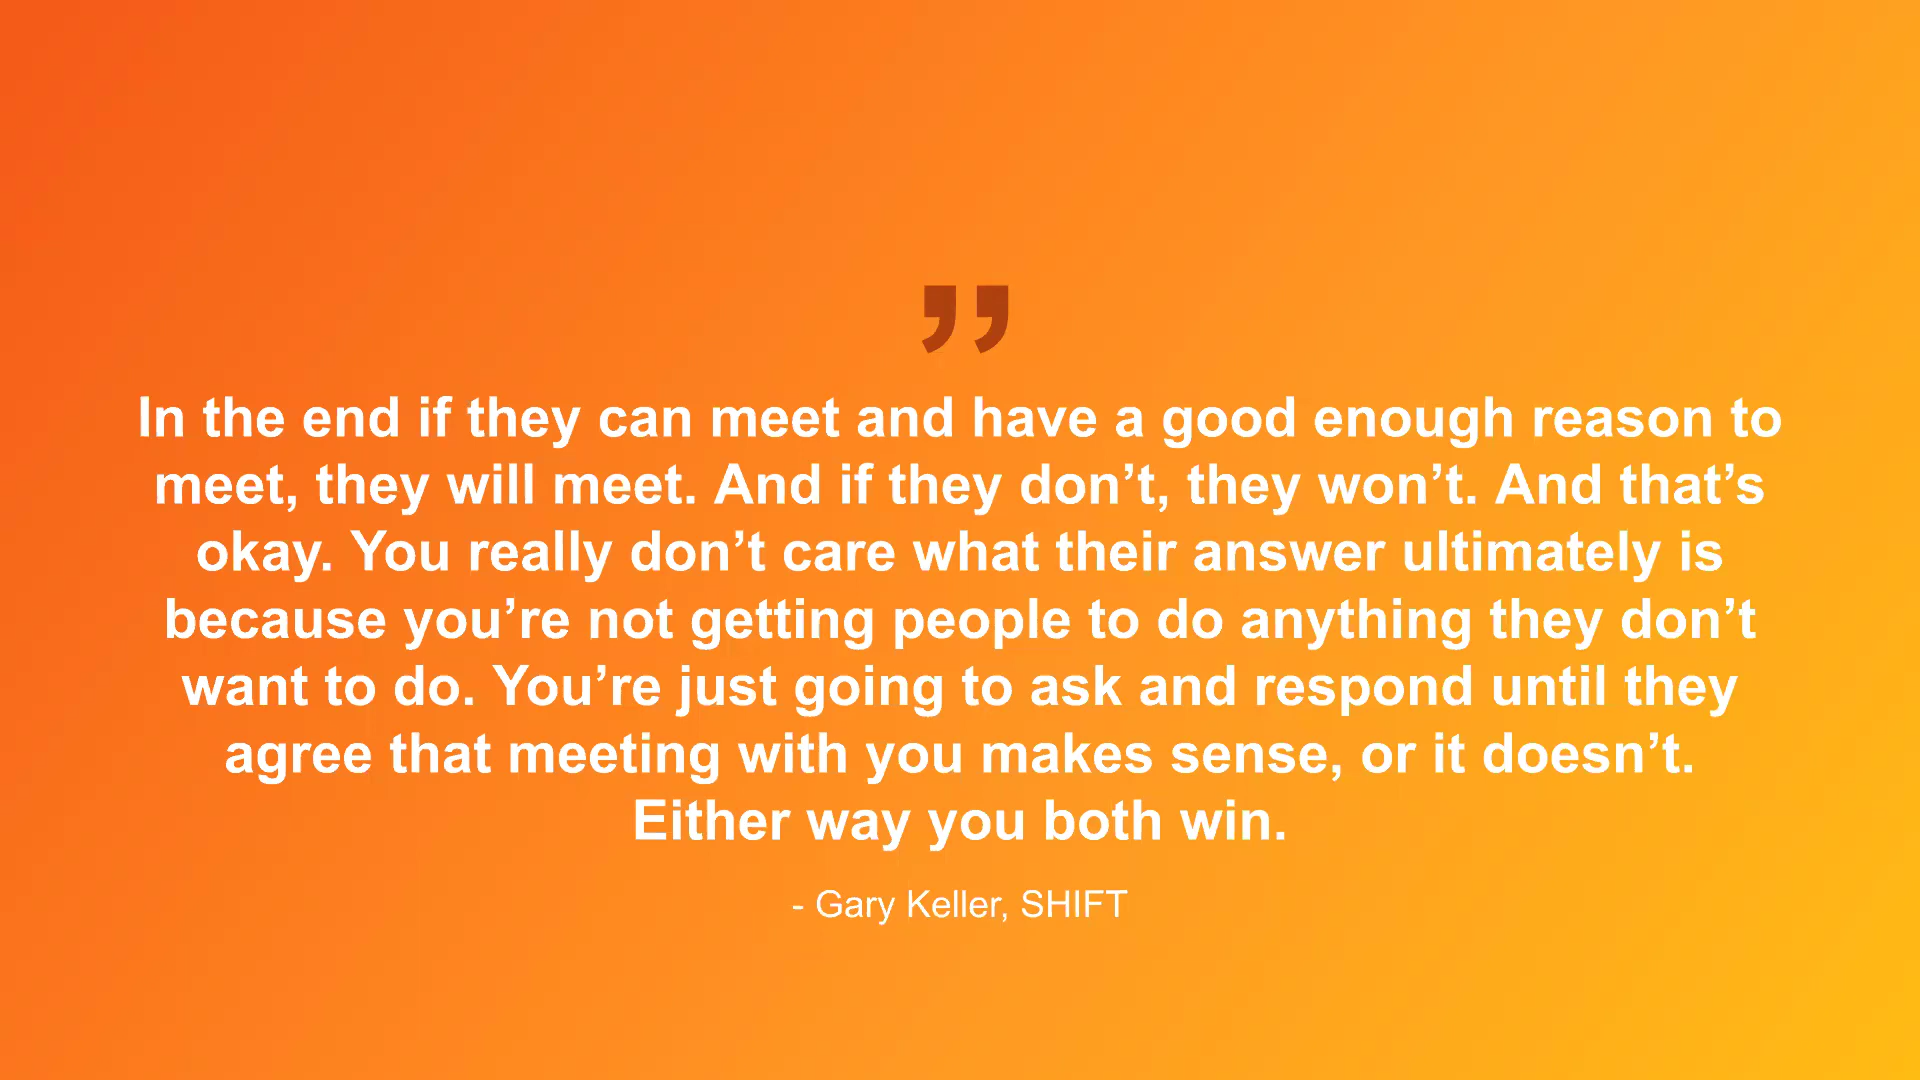 ”
In the end if they can meet and have a good enough reason to
meet, they will meet. And if they don’t, they won’t. And that’s
okay. You really don’t care what their answer ultimately is
because you’re not getting people to do anything they don’t
want to do. You’re just going to ask and respond until they
agree that meeting with you makes sense, or it doesn’t.
Either way you both win.
- Gary Keller, SHIFT